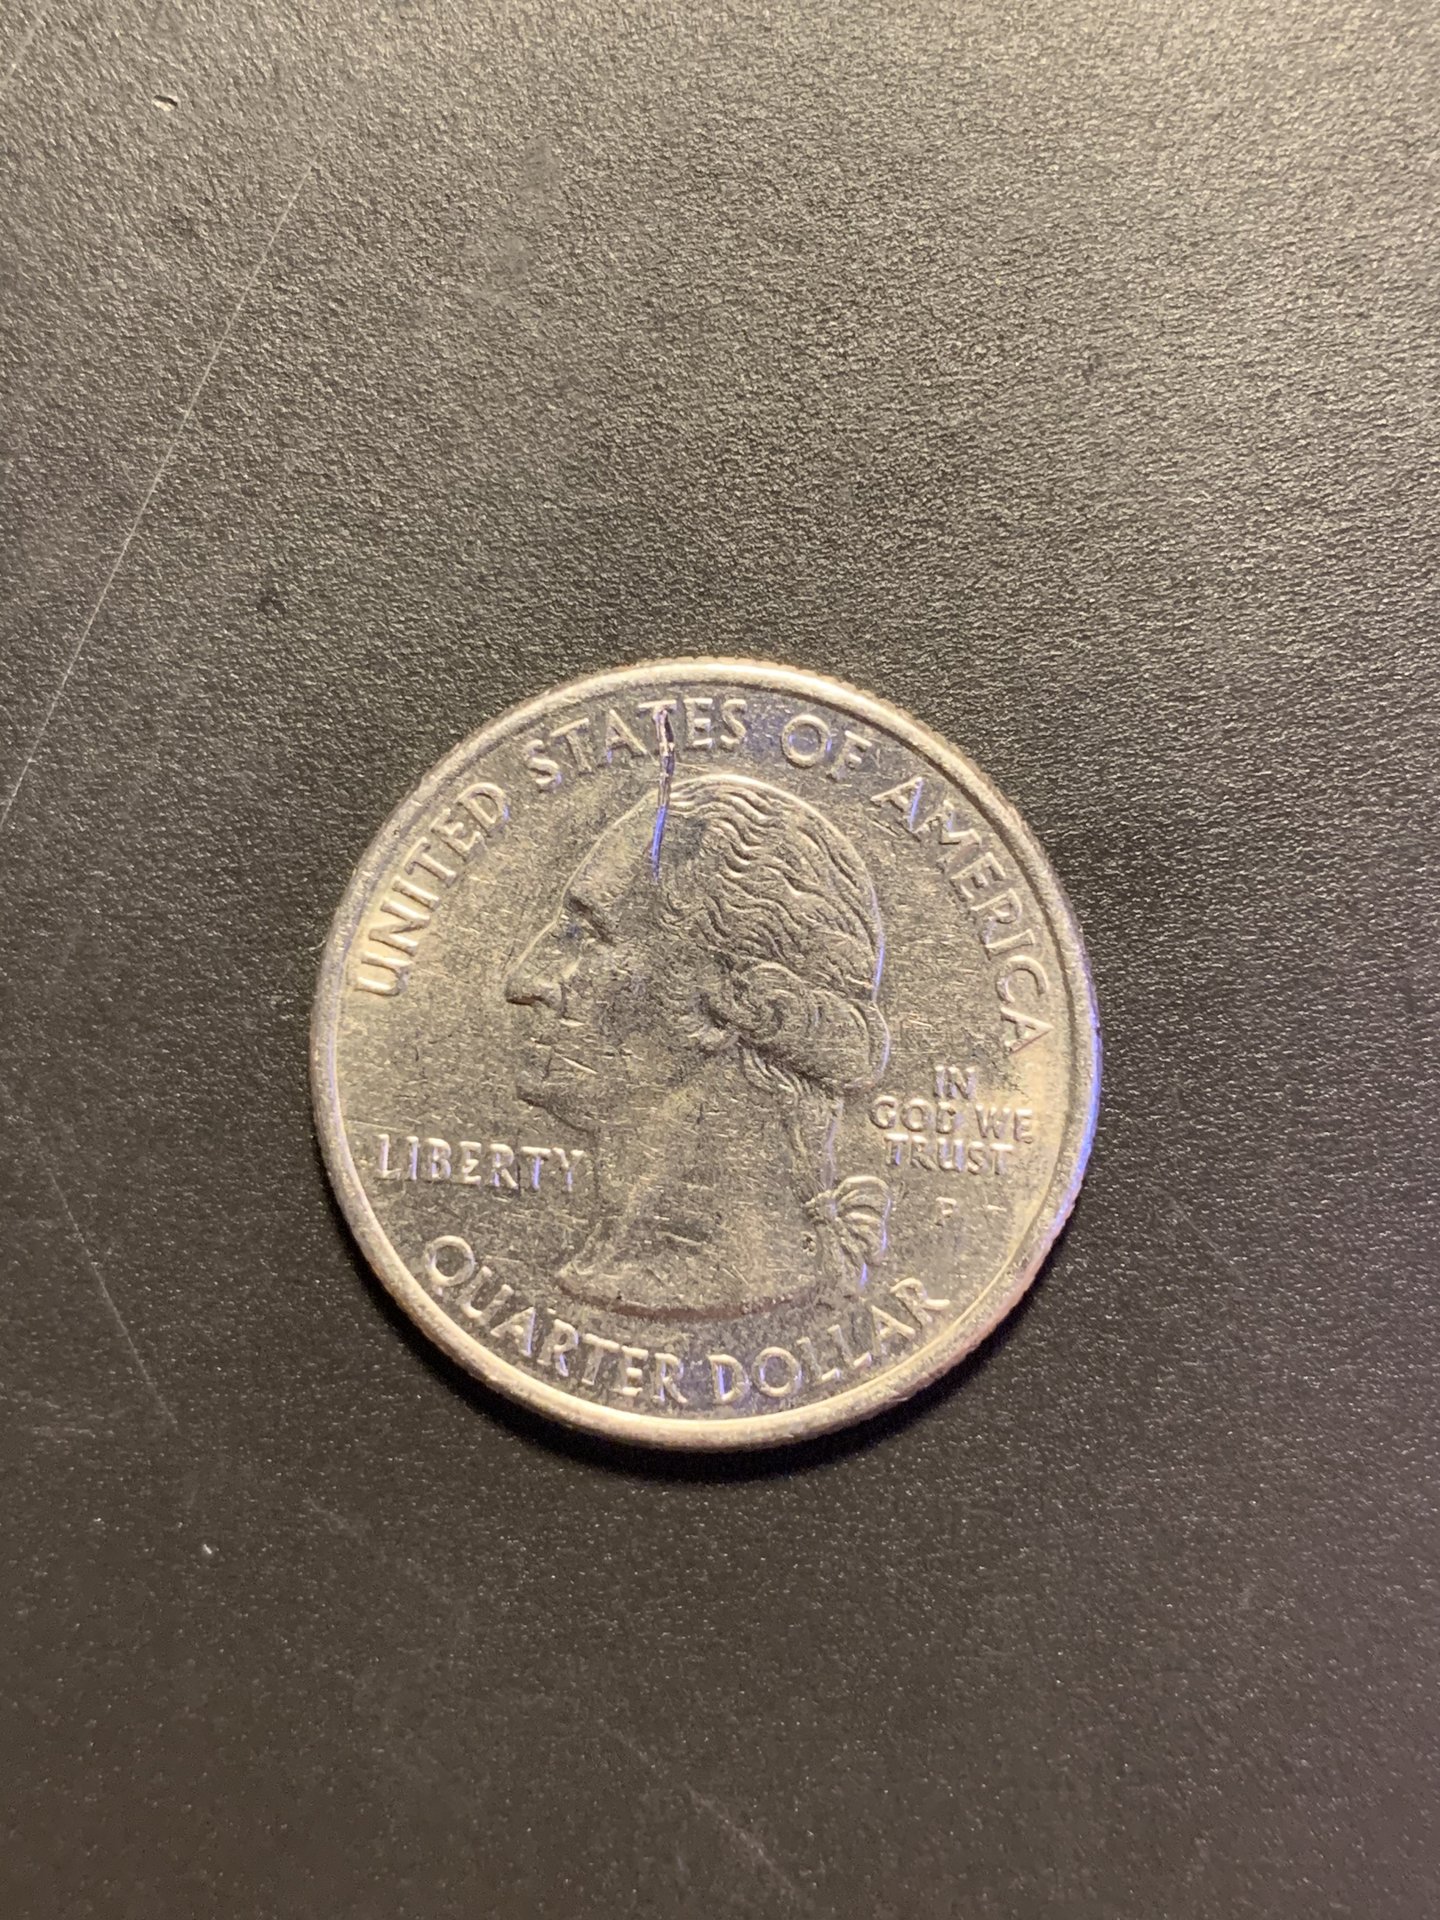 UNITED STATES OF AMERICA
LIBERTY
IN
GOD WE
TRUST
P
QUARTER DOLLAR